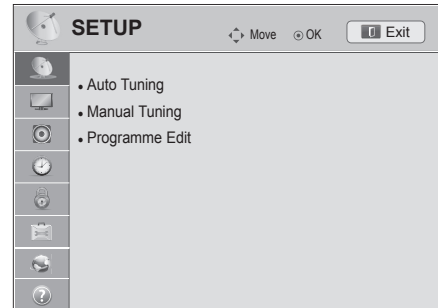 SETUP
Move OK Exit
• Auto Tuning
• Manual Tuning
• Programme Edit
?